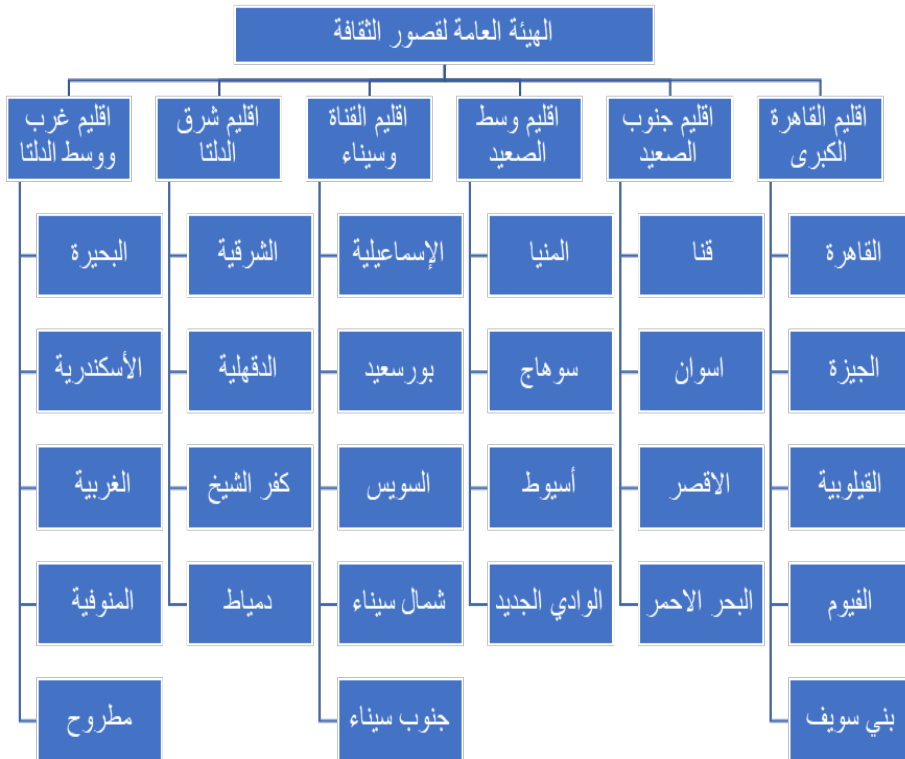 الهيئة العامة لقصور الثقافة
اقليم القاهرة
الكبرى
القاهرة
الجيزة
القيلوبية
الفيوم
بني سويف
اقليم جنوب
الصعيد
قنا
اسوان
الاقصر
البحر الاحمر
اقليم وسط
الصعيد
المنيا
سوهاج
أسيوط
الوادي الجديد
اقليم القناة
وسيناء
الإسماعيلية
بورسعيد
السويس
شمال سيناء
جنوب سيناء
اقليم شرق
الدلتا
الشرقية
الدقهلية
كفر الشيخ
دمياط
اقليم غرب
ووسط الدلتا
البحيرة
الأسكندرية
الغربية
المنوفية
مطروح